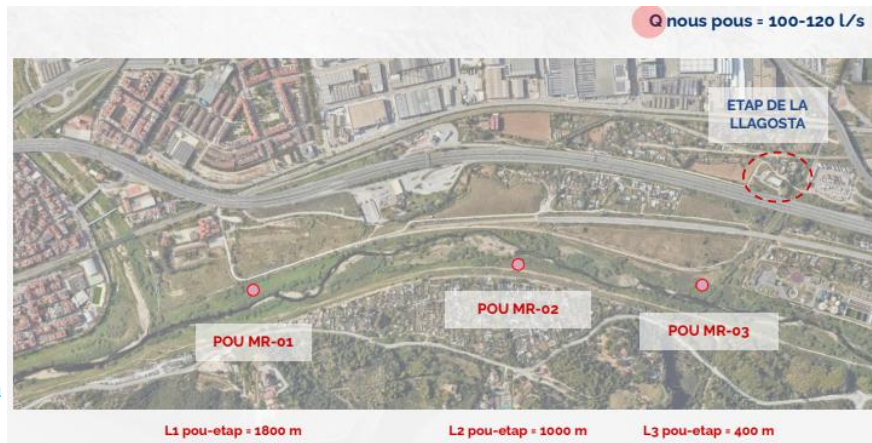 Q nous pous = 100-120 l/s
ETAP DE LA
LLAGOSTA
POU MR-02
POU MR-01
POU MR-03
L1 pou-etap = 1800 m
L2 pou-etap = 1000 m
L3 pou-etap = 400 m